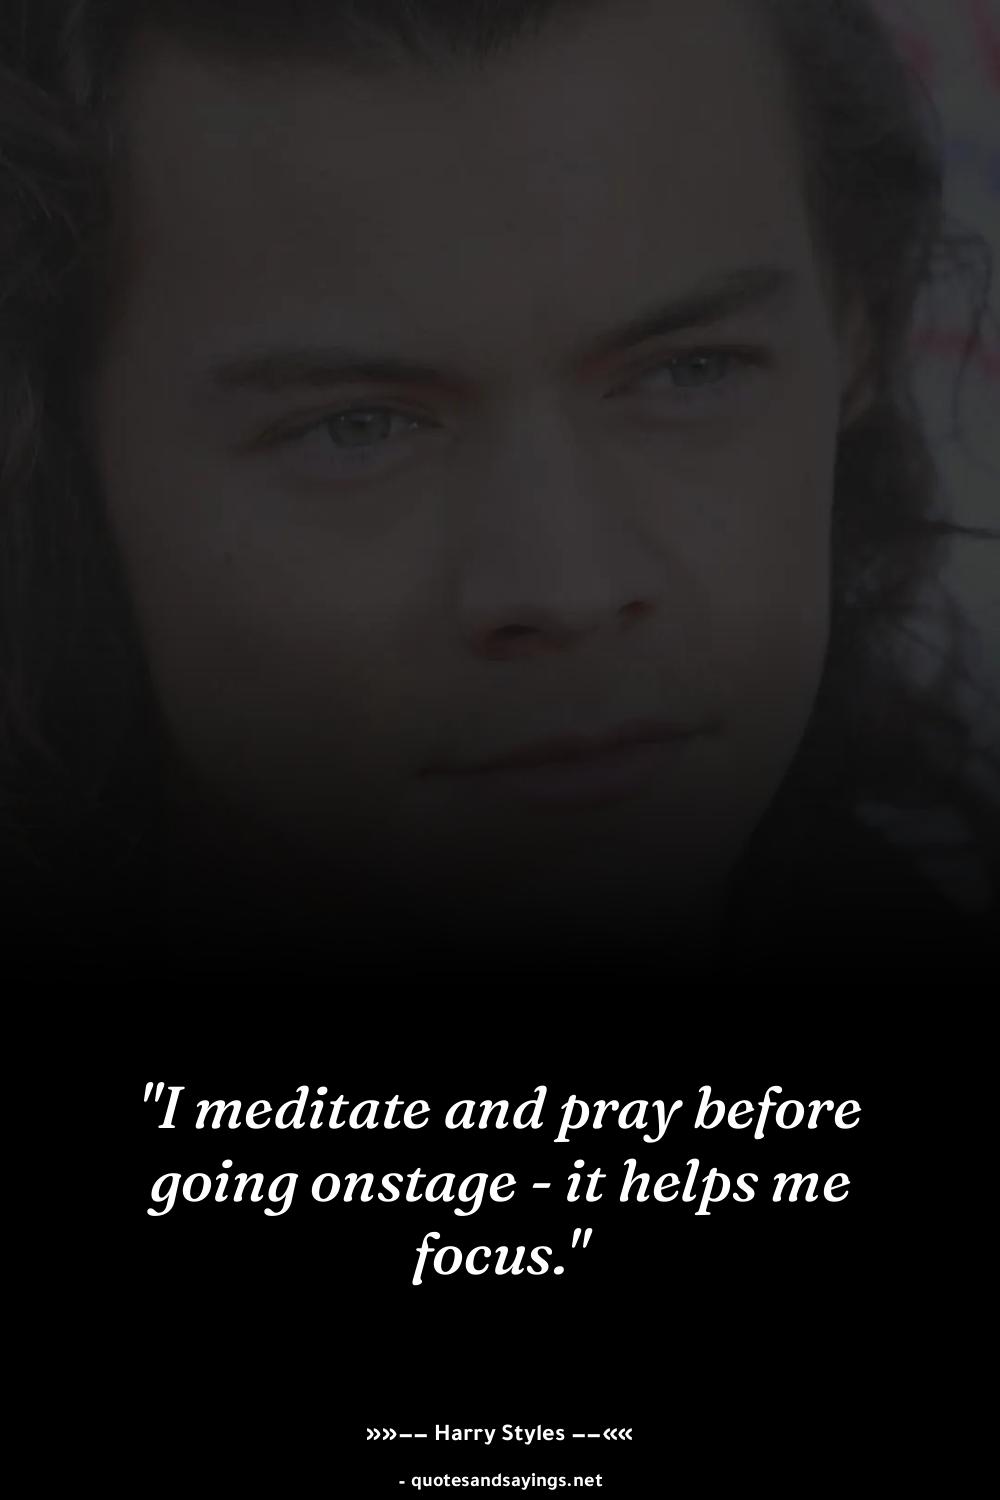 "I meditate and pray before
going onstage - it helps me
focus."
»»—— Harry Styles ——««
- quotesandsayings.net